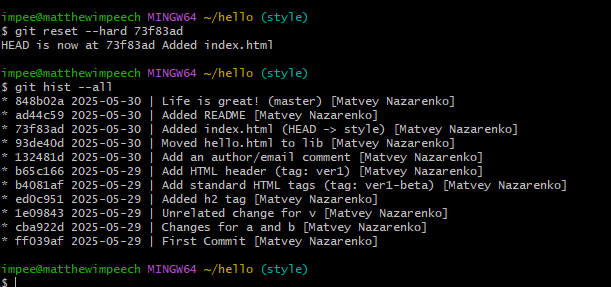 impee@matthewimpeech MINGW64 ~/hello (style)
$ git reset --hard 73f83ad
HEAD is now at 73f83ad Added index.html
impee@matthewimpeech MINGW64 ~/hello (style)
$ git hist --all
* 848b02a 2025-05-30 | Life is great! (master) [Matvey Nazarenko]
* ad44c59 2025-05-30 | Added README [Matvey Nazarenko]
* 73f83ad 2025-05-30 | Added index.html (HEAD -> style) [Matvey Nazarenko]
* 93de40d 2025-05-30 | Moved hello.html to lib [Matvey Nazarenko]
* 132481d 2025-05-30 | Add an author/email comment [Matvey Nazarenko]
* b65c166 2025-05-29 | Add HTML header (tag: ver1) [Matvey Nazarenko]
* b4081af 2025-05-29 | Add standard HTML tags (tag: ver1-beta) [Matvey Nazarenko]
* ed0c951 2025-05-29 | Added h2 tag [Matvey Nazarenko]
* 1e09843 2025-05-29 | Unrelated change for v [Matvey Nazarenko]
* cba922d 2025-05-29 | Changes for a and b [Matvey Nazarenko]
* ff039af 2025-05-29 | First Commit [Matvey Nazarenko]
impee@matthewimpeech MINGW64 ~/hello (style)
$